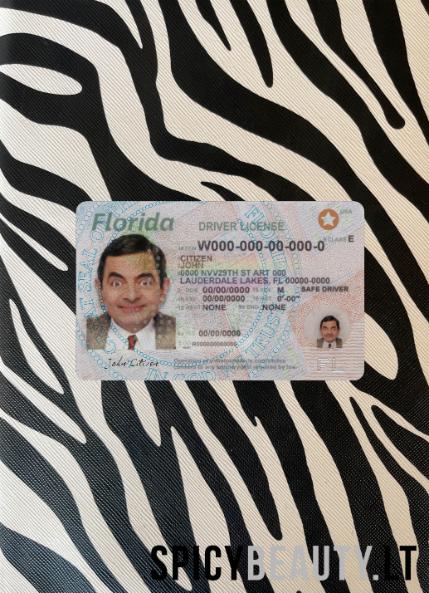 Florida
DRIVER LICENSE
USA
CLASS E
W000-000-00-000-0
CITIZEN
JOHN
0000 NVV29TH ST ART 000
LAUDERDALE LAKES, FL 00000-0000
00/00/0000 M SAFE DRIVER
00/00/0000 0'-00"
NONE NONE
00/00/0000
John Citizen
SPICYBEAUTY.LT